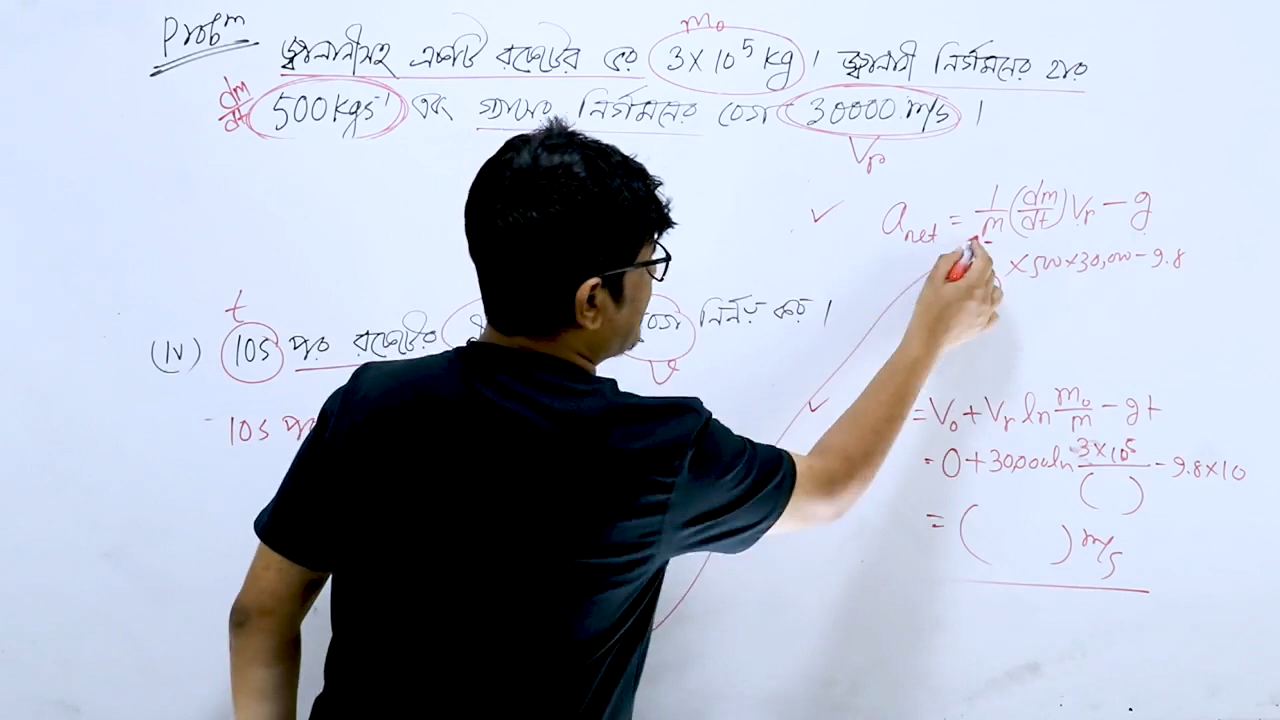 Probᵐ
m₀
জ্বালানীসহ একটি রকেটের ভর 3×10⁵ kg। জ্বালানী নির্গমনের হার
dm/dt 500 kgs⁻¹ এবং গ্যাসের নির্গমনের বেগ 30000 m/s ।
Vᵣ
a_net = 1/m (dm/dt) Vᵣ − g
×500×30,000−9.8
t
(iv) 10s পর রকেটের বেগ নির্নয় কর।
v
10s পর
= V₀ + Vᵣ ln m₀/m − gt
= 0 + 30000 ln 3×10⁵/( ) − 9.8×10
= ( ) m/s